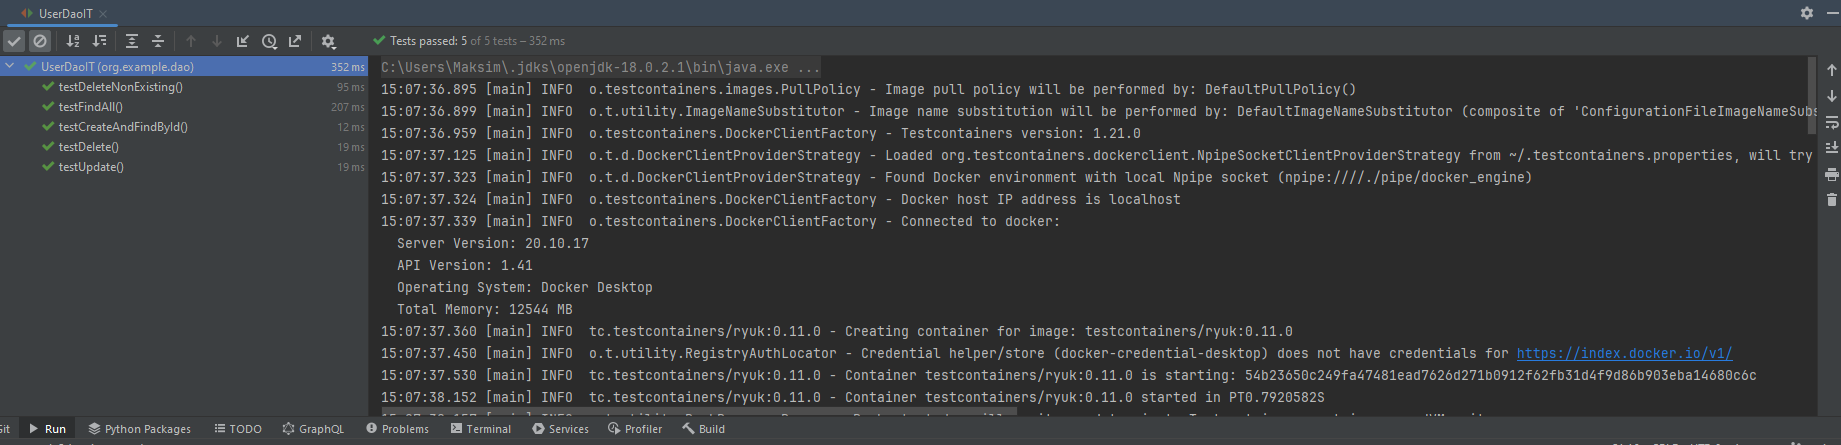 UserDaoIT
Tests passed: 5 of 5 tests – 352 ms
UserDaoIT (org.example.dao) 352 ms
testDeleteNonExisting() 95 ms
testFindAll() 207 ms
testCreateAndFindById() 12 ms
testDelete() 19 ms
testUpdate() 19 ms
C:\Users\Maksim\.jdks\openjdk-18.0.2.1\bin\java.exe ...
15:07:36.895 [main] INFO  o.testcontainers.images.PullPolicy - Image pull policy will be performed by: DefaultPullPolicy()
15:07:36.899 [main] INFO  o.t.utility.ImageNameSubstitutor - Image name substitution will be performed by: DefaultImageNameSubstitutor (composite of 'ConfigurationFileImageNameSubs
15:07:36.959 [main] INFO  o.testcontainers.DockerClientFactory - Testcontainers version: 1.21.0
15:07:37.125 [main] INFO  o.t.d.DockerClientProviderStrategy - Loaded org.testcontainers.dockerclient.NpipeSocketClientProviderStrategy from ~/.testcontainers.properties, will try
15:07:37.323 [main] INFO  o.t.d.DockerClientProviderStrategy - Found Docker environment with local Npipe socket (npipe:////./pipe/docker_engine)
15:07:37.324 [main] INFO  o.testcontainers.DockerClientFactory - Docker host IP address is localhost
15:07:37.339 [main] INFO  o.testcontainers.DockerClientFactory - Connected to docker:
Server Version: 20.10.17
API Version: 1.41
Operating System: Docker Desktop
Total Memory: 12544 MB
15:07:37.360 [main] INFO  tc.testcontainers/ryuk:0.11.0 - Creating container for image: testcontainers/ryuk:0.11.0
15:07:37.450 [main] INFO  o.t.utility.RegistryAuthLocator - Credential helper/store (docker-credential-desktop) does not have credentials for https://index.docker.io/v1/
15:07:37.530 [main] INFO  tc.testcontainers/ryuk:0.11.0 - Container testcontainers/ryuk:0.11.0 is starting: 54b23650c249fa47481ead7626d271b0912f62fb31d4f9d86b903eba14680c6c
15:07:38.152 [main] INFO  tc.testcontainers/ryuk:0.11.0 - Container testcontainers/ryuk:0.11.0 started in PT0.7920582S
Git Run Python Packages TODO GraphQL Problems Terminal Services Profiler Build